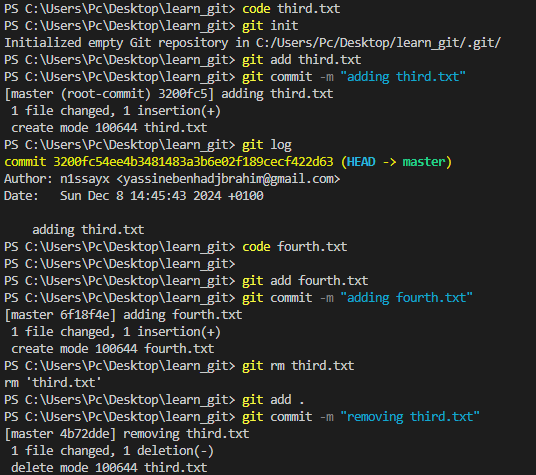 PS C:\Users\Pc\Desktop\learn_git> code third.txt
PS C:\Users\Pc\Desktop\learn_git> git init
Initialized empty Git repository in C:/Users/Pc/Desktop/learn_git/.git/
PS C:\Users\Pc\Desktop\learn_git> git add third.txt
PS C:\Users\Pc\Desktop\learn_git> git commit -m "adding third.txt"
[master (root-commit) 3200fc5] adding third.txt
 1 file changed, 1 insertion(+)
 create mode 100644 third.txt
PS C:\Users\Pc\Desktop\learn_git> git log
commit 3200fc54ee4b3481483a3b6e02f189cecf422d63 (HEAD -> master)
Author: n1ssayx <yassinebenhadjbrahim@gmail.com>
Date:   Sun Dec 8 14:45:43 2024 +0100

    adding third.txt
PS C:\Users\Pc\Desktop\learn_git> code fourth.txt
PS C:\Users\Pc\Desktop\learn_git>
PS C:\Users\Pc\Desktop\learn_git> git add fourth.txt
PS C:\Users\Pc\Desktop\learn_git> git commit -m "adding fourth.txt"
[master 6f18f4e] adding fourth.txt
 1 file changed, 1 insertion(+)
 create mode 100644 fourth.txt
PS C:\Users\Pc\Desktop\learn_git> git rm third.txt
rm 'third.txt'
PS C:\Users\Pc\Desktop\learn_git> git add .
PS C:\Users\Pc\Desktop\learn_git> git commit -m "removing third.txt"
[master 4b72dde] removing third.txt
 1 file changed, 1 deletion(-)
 delete mode 100644 third.txt